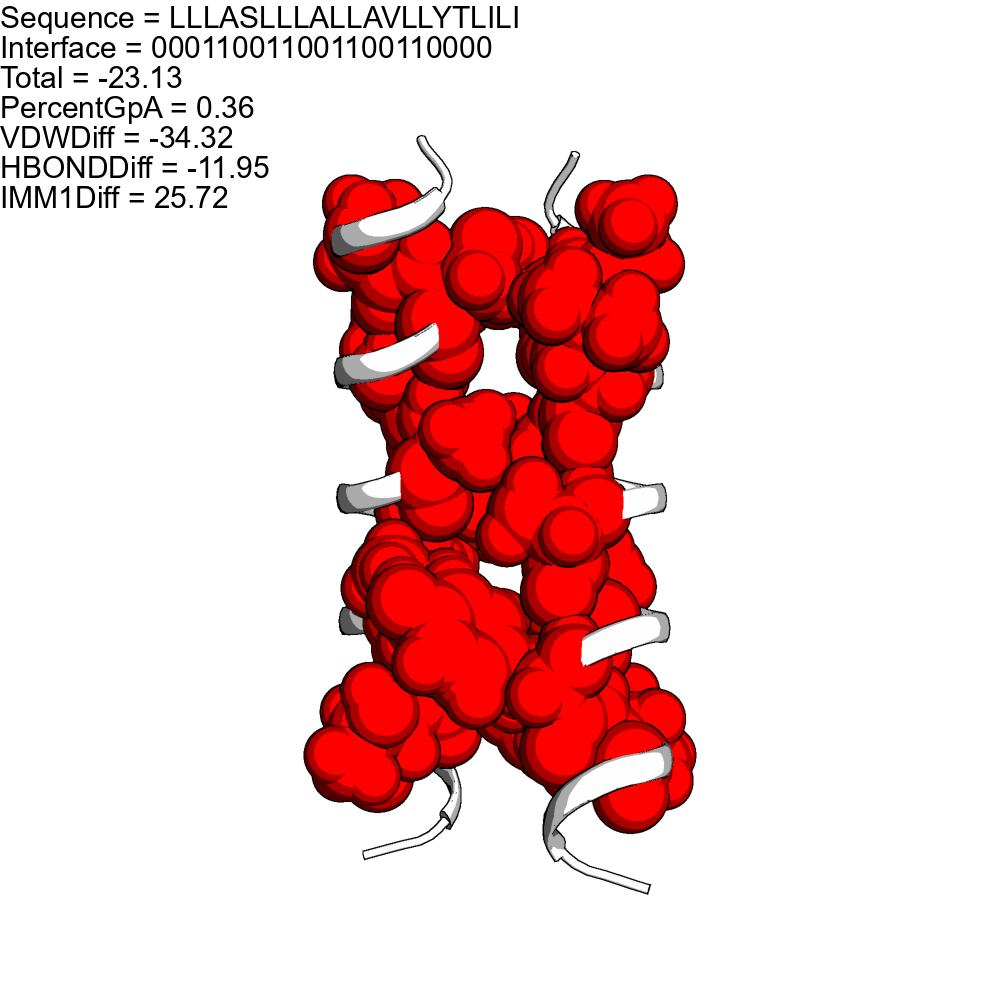 Sequence = LLLASLLLALLAVLLYTLILI
Interface = 000110011001100110000
Total = -23.13
PercentGpA = 0.36
VDWDiff = -34.32
HBONDDiff = -11.95
IMM1Diff = 25.72